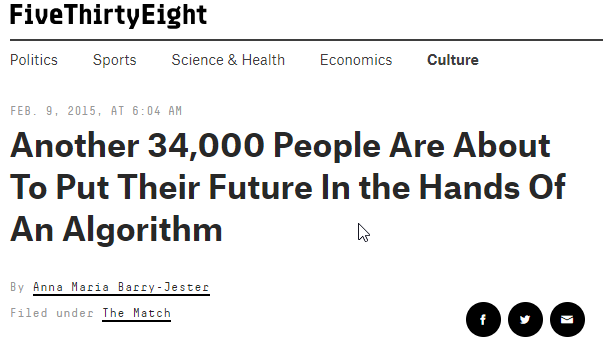 FiveThirtyEight
Politics Sports Science & Health Economics Culture
FEB. 9, 2015, AT 6:04 AM
Another 34,000 People Are About
To Put Their Future In the Hands Of
An Algorithm
By Anna Maria Barry-Jester
Filed under The Match